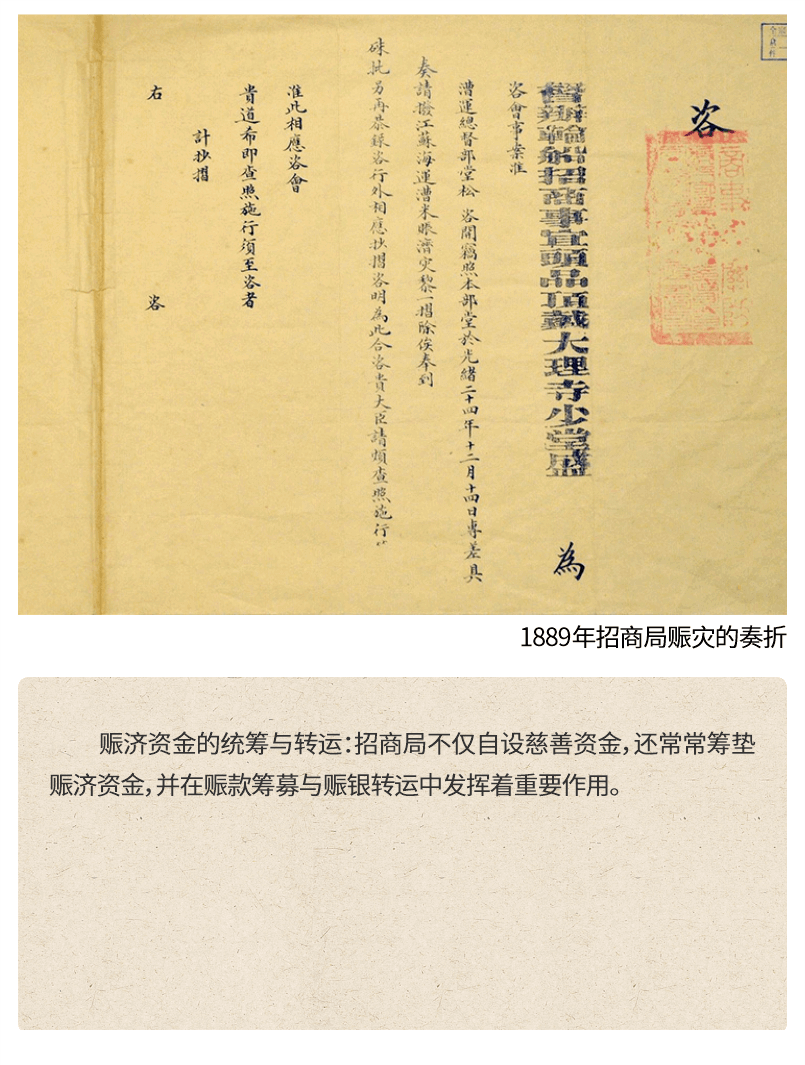 咨
督辦輪船招商事宜頭品頂戴大理寺少堂盛 為
咨會事案准
漕運總督部堂松 咨開竊照本部堂於光緒二十四年十二月十四日專差具
奏請撥江蘇海運漕米賑濟灾黎一摺除俟奉到
硃批另再恭錄咨行外相應抄摺咨明為此合咨貴大臣請煩查照施行
准此相應咨會
貴道希即查照施行須至咨者
計抄摺
右 咨
1889年招商局赈灾的奏折
赈济资金的统筹与转运:招商局不仅自设慈善资金,还常常筹垫
赈济资金,并在赈款筹募与赈银转运中发挥着重要作用。